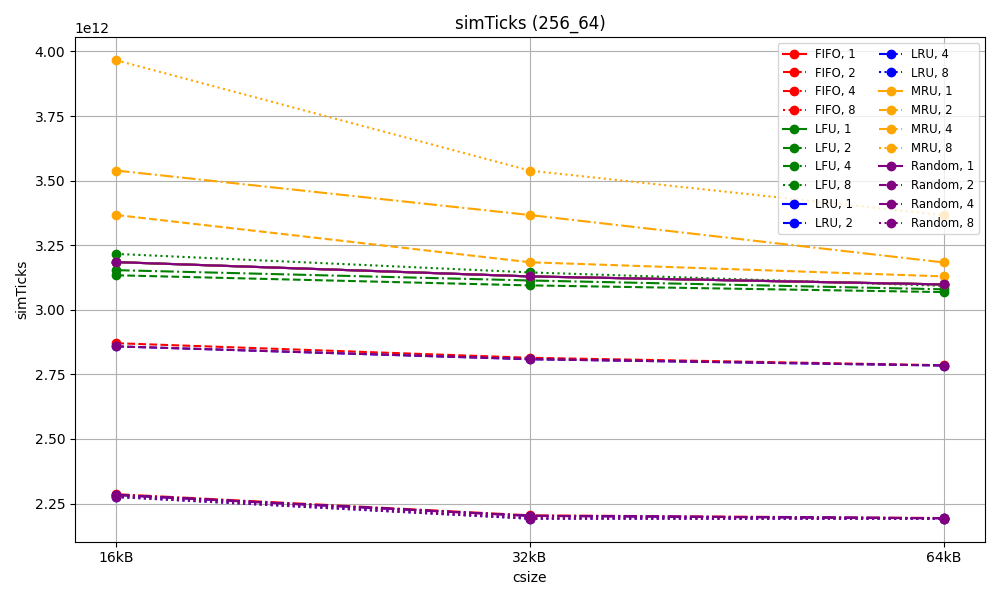 simTicks (256_64)
1e12
4.00
3.75
3.50
3.25
3.00
2.75
2.50
2.25
simTicks
16kB
32kB
64kB
csize
FIFO, 1
FIFO, 2
FIFO, 4
FIFO, 8
LFU, 1
LFU, 2
LFU, 4
LFU, 8
LRU, 1
LRU, 2
LRU, 4
LRU, 8
MRU, 1
MRU, 2
MRU, 4
MRU, 8
Random, 1
Random, 2
Random, 4
Random, 8